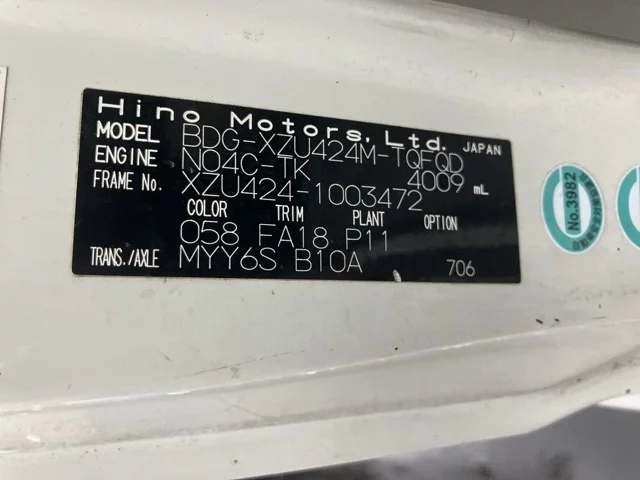 Hino Motors, Ltd. JAPAN
MODEL BDG-XZU424M-TQFQD
ENGINE N04C-TK 4009 mL
FRAME No. XZU424-1003472
COLOR TRIM PLANT OPTION
058 FA18 P11
TRANS./AXLE MYY6S B10A 706
No.3982